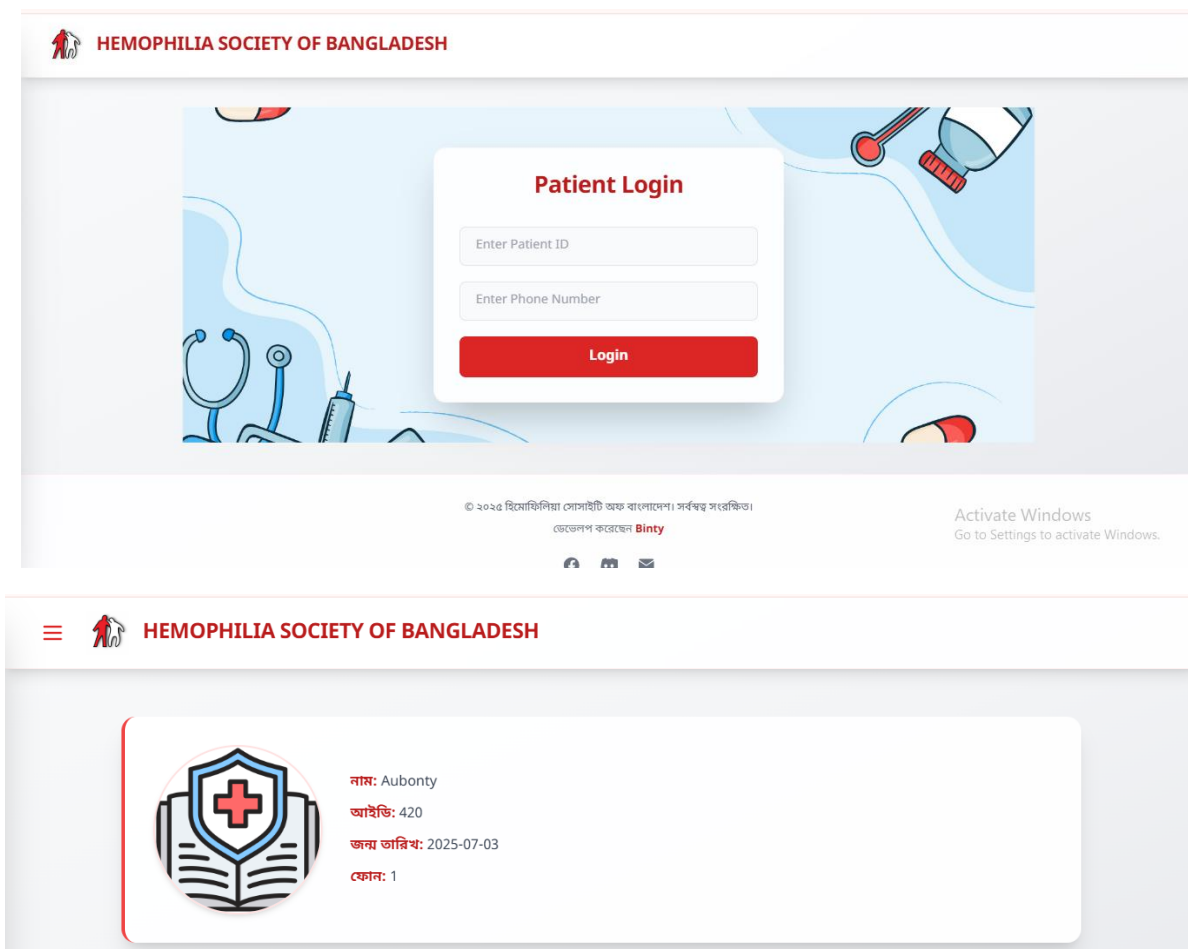 HEMOPHILIA SOCIETY OF BANGLADESH
Patient Login
Enter Patient ID
Enter Phone Number
Login
© ২০২৫ হিমোফিলিয়া সোসাইটি অফ বাংলাদেশ। সর্বস্বত্ব সংরক্ষিত।
ডেভেলপ করেছেন Binty
Activate Windows
Go to Settings to activate Windows.
HEMOPHILIA SOCIETY OF BANGLADESH
নাম: Aubonty
আইডি: 420
জন্ম তারিখ: 2025-07-03
ফোন: 1